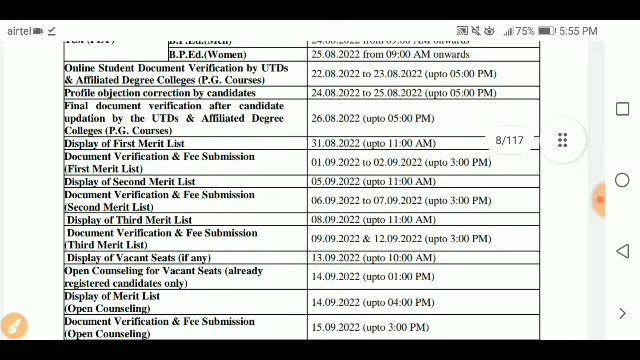 airtel
75% 5:55 PM
B.P.Ed.(Men) 24.08.2022 from 09:00 AM onwards
B.P.Ed.(Women) 25.08.2022 from 09:00 AM onwards
Online Student Document Verification by UTDs
& Affiliated Degree Colleges (P.G. Courses) 22.08.2022 to 23.08.2022 (upto 05:00 PM)
Profile objection correction by candidates 24.08.2022 to 25.08.2022 (upto 05:00 PM)
Final document verification after candidate
updation by the UTDs & Affiliated Degree
Colleges (P.G. Courses) 26.08.2022 (upto 05:00 PM)
8/117
Display of First Merit List 31.08.2022 (upto 11:00 AM)
Document Verification & Fee Submission
(First Merit List) 01.09.2022 to 02.09.2022 (upto 3:00 PM)
Display of Second Merit List 05.09.2022 (upto 11:00 AM)
Document Verification & Fee Submission
(Second Merit List) 06.09.2022 to 07.09.2022 (upto 3:00 PM)
Display of Third Merit List 08.09.2022 (upto 11:00 AM)
Document Verification & Fee Submission
(Third Merit List) 09.09.2022 & 12.09.2022 (upto 3:00 PM)
Display of Vacant Seats (if any) 13.09.2022 (upto 10:00 AM)
Open Counseling for Vacant Seats (already
registered candidates only) 14.09.2022 (upto 01:00 PM)
Display of Merit List
(Open Counseling) 14.09.2022 (upto 04:00 PM)
Document Verification & Fee Submission
(Open Counseling) 15.09.2022 (upto 3:00 PM)